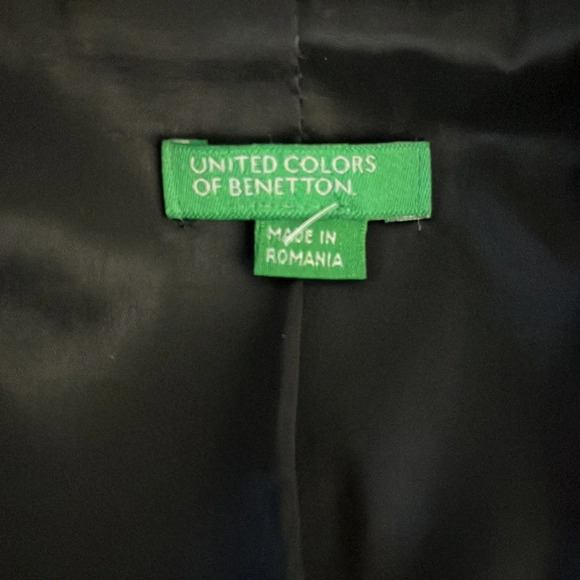 UNITED COLORS
OF BENETTON.
MADE IN
ROMANIA